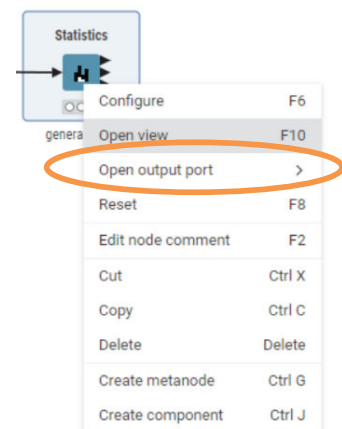 Statistics
Configure F6
genera Open view F10
Open output port >
Reset F8
Edit node comment F2
Cut Ctrl X
Copy Ctrl C
Delete Delete
Create metanode Ctrl G
Create component Ctrl J